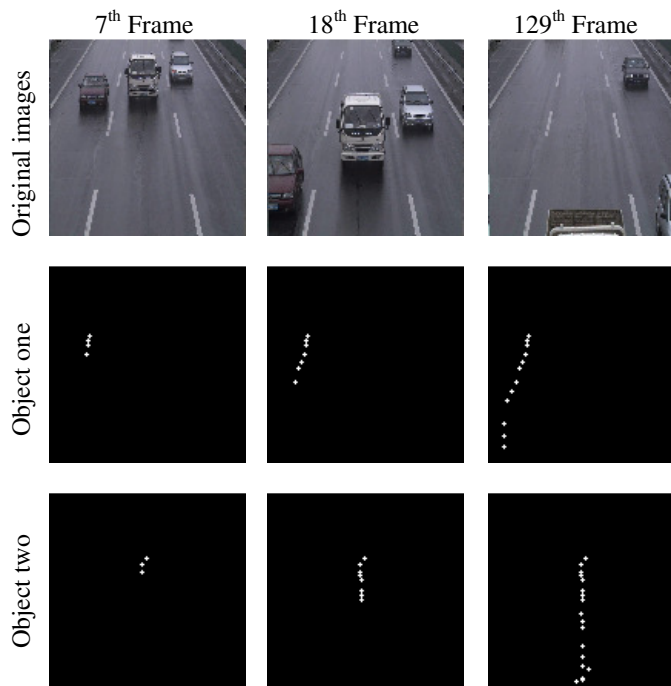 7th Frame
18th Frame
129th Frame
Original images
Object one
Object two